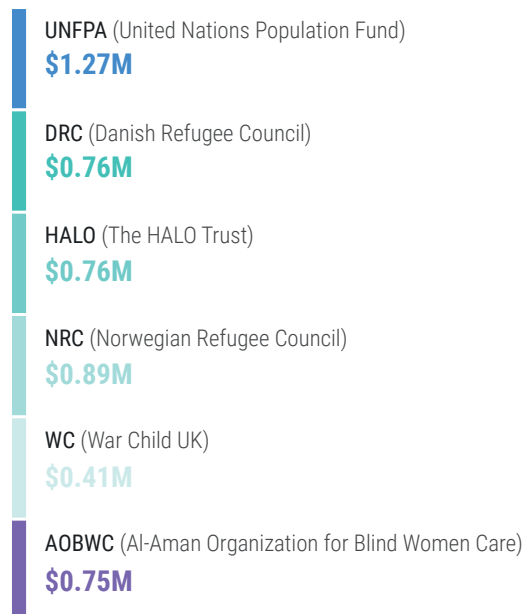 UNFPA (United Nations Population Fund)
$1.27M
DRC (Danish Refugee Council)
$0.76M
HALO (The HALO Trust)
$0.76M
NRC (Norwegian Refugee Council)
$0.89M
WC (War Child UK)
$0.41M
AOBWC (Al-Aman Organization for Blind Women Care)
$0.75M